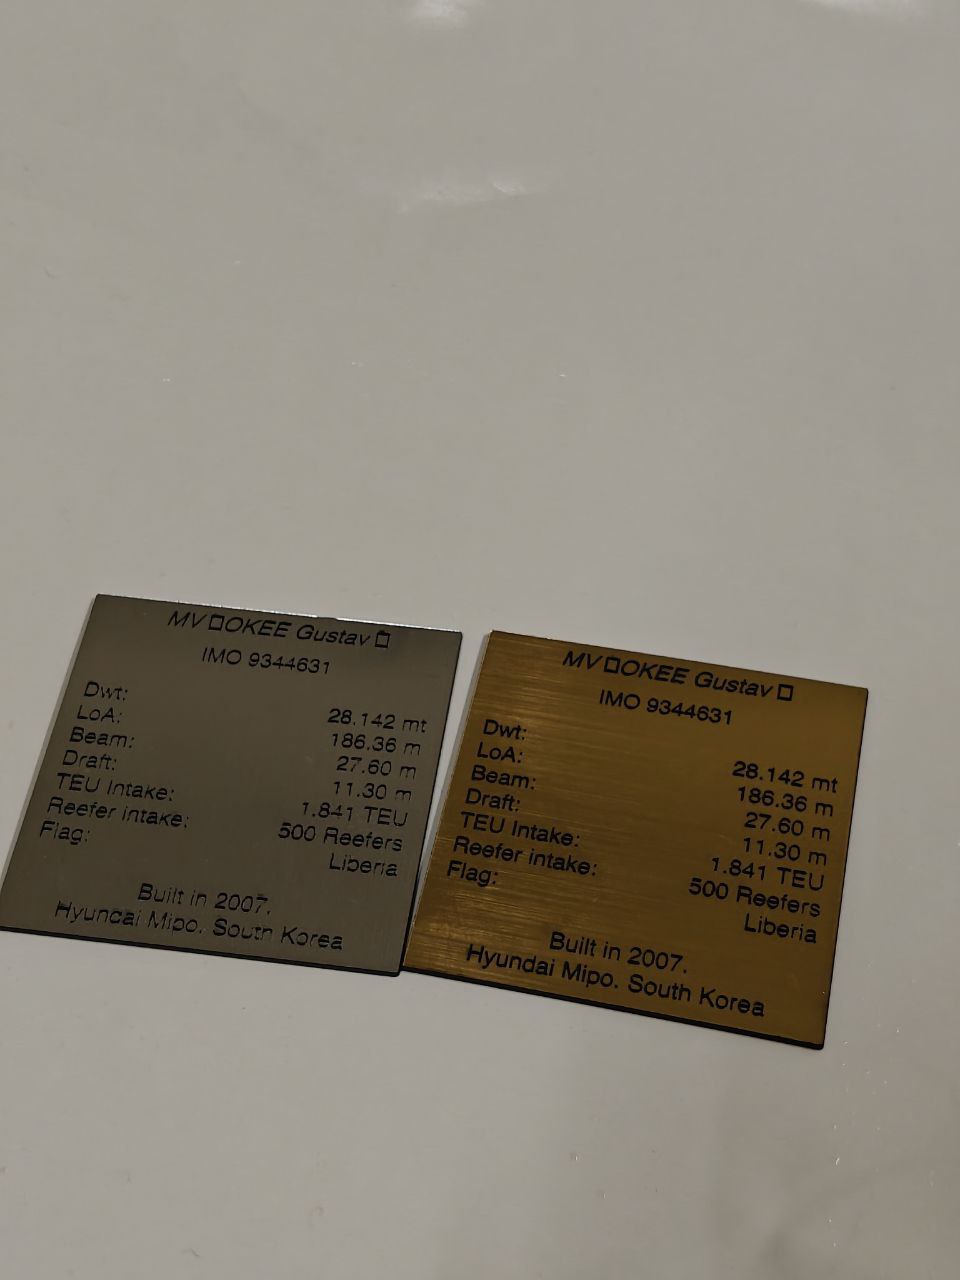 MV □OKEE Gustav □
IMO 9344631
Dwt:
28.142 mt
LoA:
186.36 m
Beam:
27.60 m
Draft:
11.30 m
TEU Intake:
1.841 TEU
Reefer intake:
500 Reefers
Flag:
Liberia
Built in 2007.
Hyundai Mipo. South Korea
MV □OKEE Gustav □
IMO 9344631
Dwt:
28.142 mt
LoA:
186.36 m
Beam:
27.60 m
Draft:
11.30 m
TEU Intake:
1.841 TEU
Reefer intake:
500 Reefers
Flag:
Liberia
Built in 2007.
Hyundai Mipo. South Korea